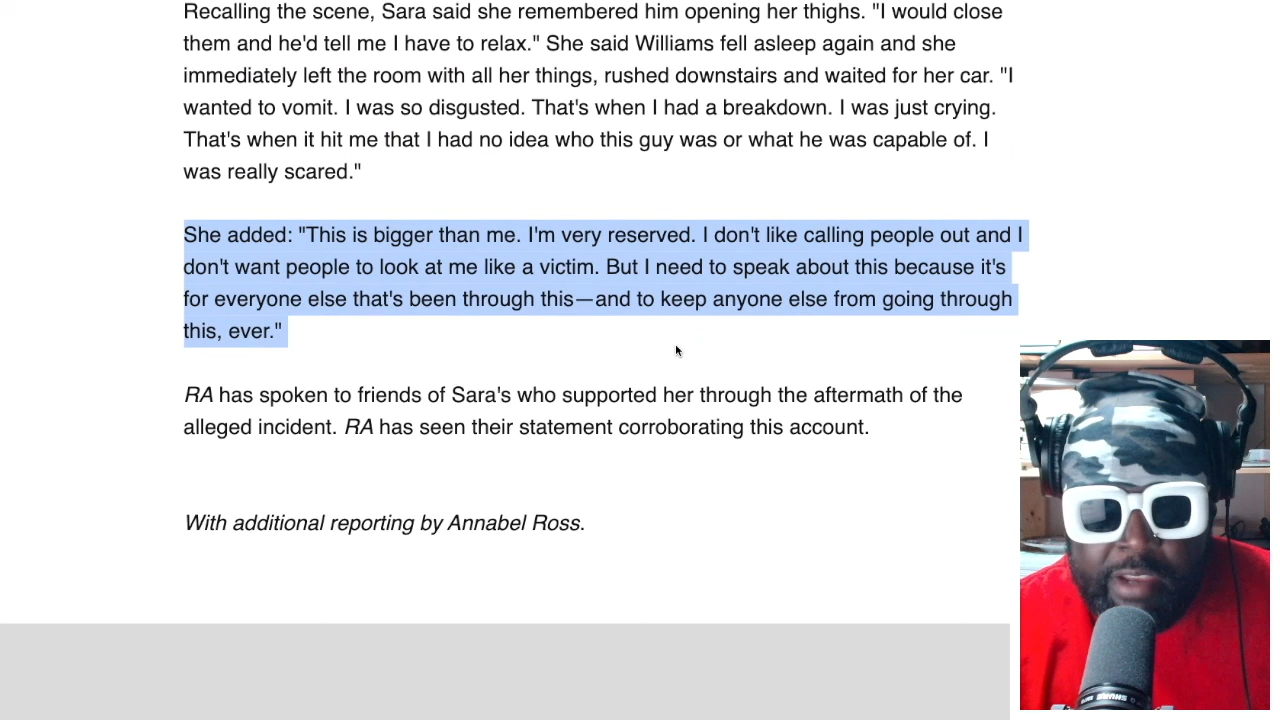 Recalling the scene, Sara said she remembered him opening her thighs. "I would close
them and he'd tell me I have to relax." She said Williams fell asleep again and she
immediately left the room with all her things, rushed downstairs and waited for her car. "I
wanted to vomit. I was so disgusted. That's when I had a breakdown. I was just crying.
That's when it hit me that I had no idea who this guy was or what he was capable of. I
was really scared."
She added: "This is bigger than me. I'm very reserved. I don't like calling people out and I
don't want people to look at me like a victim. But I need to speak about this because it's
for everyone else that's been through this—and to keep anyone else from going through
this, ever."
RA has spoken to friends of Sara's who supported her through the aftermath of the
alleged incident. RA has seen their statement corroborating this account.
With additional reporting by Annabel Ross.
SHURE